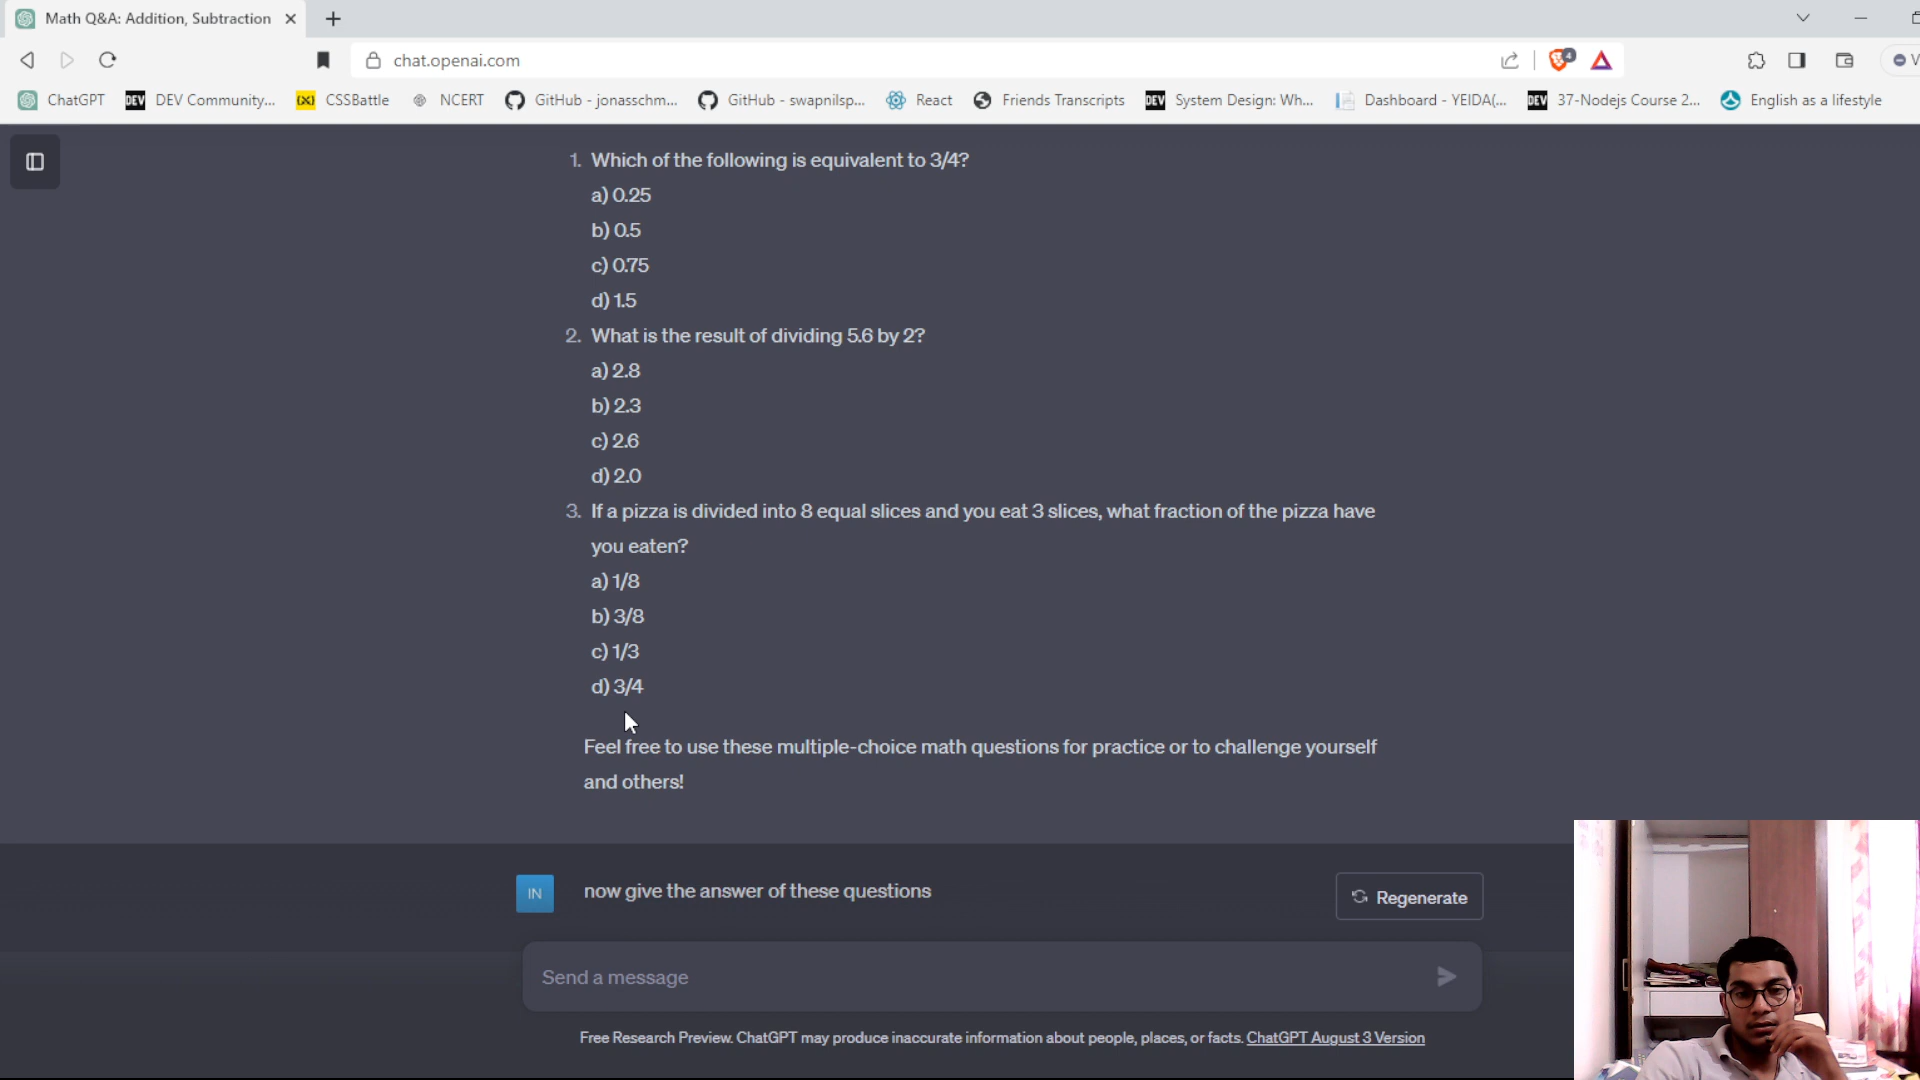 Math Q&A: Addition, Subtraction
chat.openai.com
4
V
ChatGPT
DEV DEV Community...
CSSBattle
NCERT
GitHub - jonasschm...
GitHub - swapnilsp...
React
Friends Transcripts
DEV System Design: Wh...
Dashboard - YEIDA(...
DEV 37-Nodejs Course 2...
English as a lifestyle
1. Which of the following is equivalent to 3/4?
a) 0.25
b) 0.5
c) 0.75
d) 1.5
2. What is the result of dividing 5.6 by 2?
a) 2.8
b) 2.3
c) 2.6
d) 2.0
3. If a pizza is divided into 8 equal slices and you eat 3 slices, what fraction of the pizza have
you eaten?
a) 1/8
b) 3/8
c) 1/3
d) 3/4
Feel free to use these multiple-choice math questions for practice or to challenge yourself
and others!
IN now give the answer of these questions
Regenerate
Send a message
Free Research Preview. ChatGPT may produce inaccurate information about people, places, or facts. ChatGPT August 3 Version